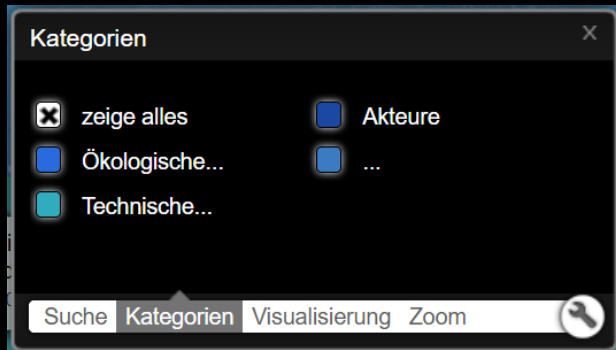 Kategorien x
zeige alles Akteure
Ökologische... ...
Technische...
Suche Kategorien Visualisierung Zoom